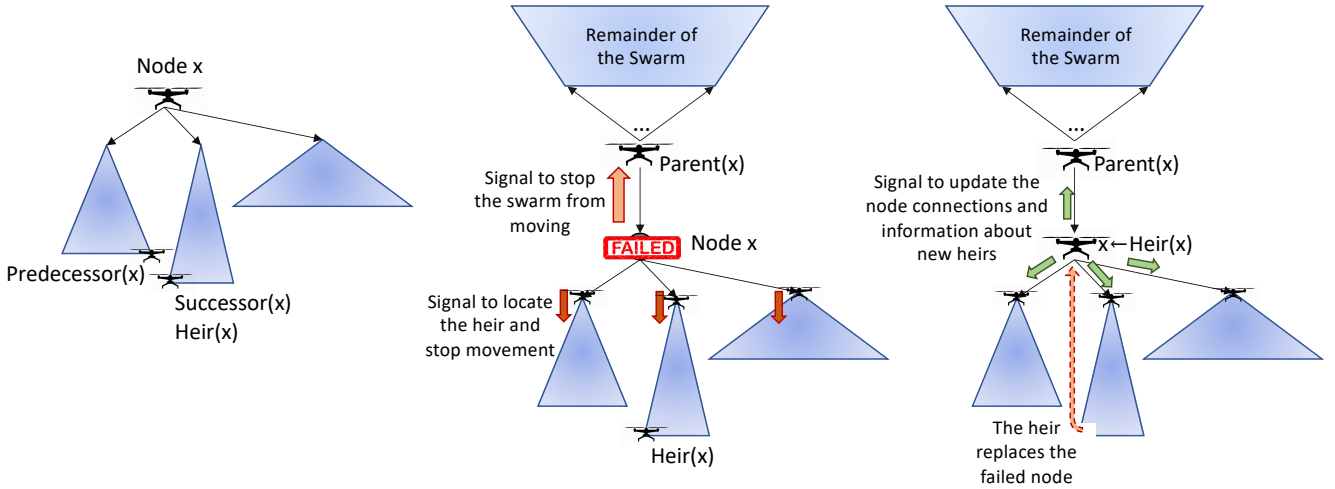 Node x
Predecessor(x)
Successor(x)
Heir(x)
Remainder of
the Swarm
...
Parent(x)
Signal to stop
the swarm from
moving
FAILED
Node x
Signal to locate
the heir and
stop movement
Heir(x)
Remainder of
the Swarm
...
Parent(x)
Signal to update the
node connections and
information about
new heirs
x←Heir(x)
The heir
replaces the
failed node